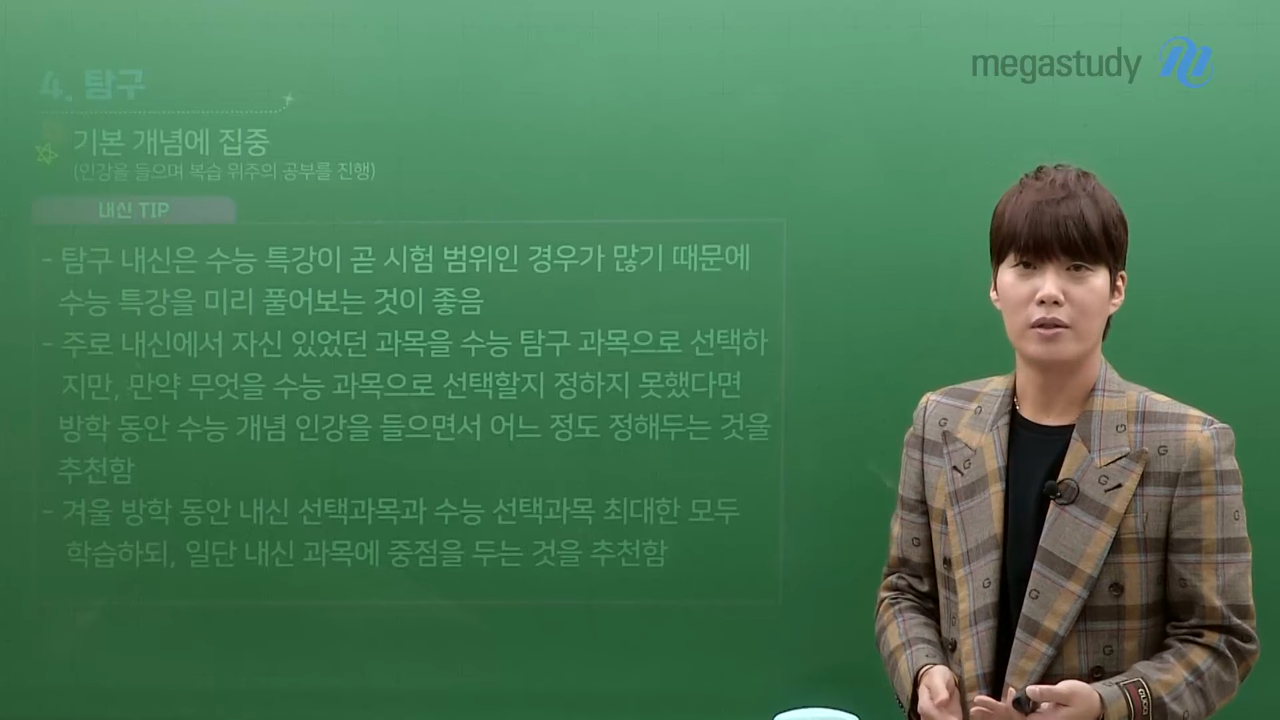 megastudy
4. 탐구
기본 개념에 집중
(인강을 들으며 복습 위주의 공부를 진행)
내신 TIP
- 탐구 내신은 수능 특강이 곧 시험 범위인 경우가 많기 때문에
수능 특강을 미리 풀어보는 것이 좋음
- 주로 내신에서 자신 있었던 과목을 수능 탐구 과목으로 선택하
지만, 만약 무엇을 수능 과목으로 선택할지 정하지 못했다면
방학 동안 수능 개념 인강을 들으면서 어느 정도 정해두는 것을
추천함
- 겨울 방학 동안 내신 선택과목과 수능 선택과목 최대한 모두
학습하되, 일단 내신 과목에 중점을 두는 것을 추천함
GUCCI